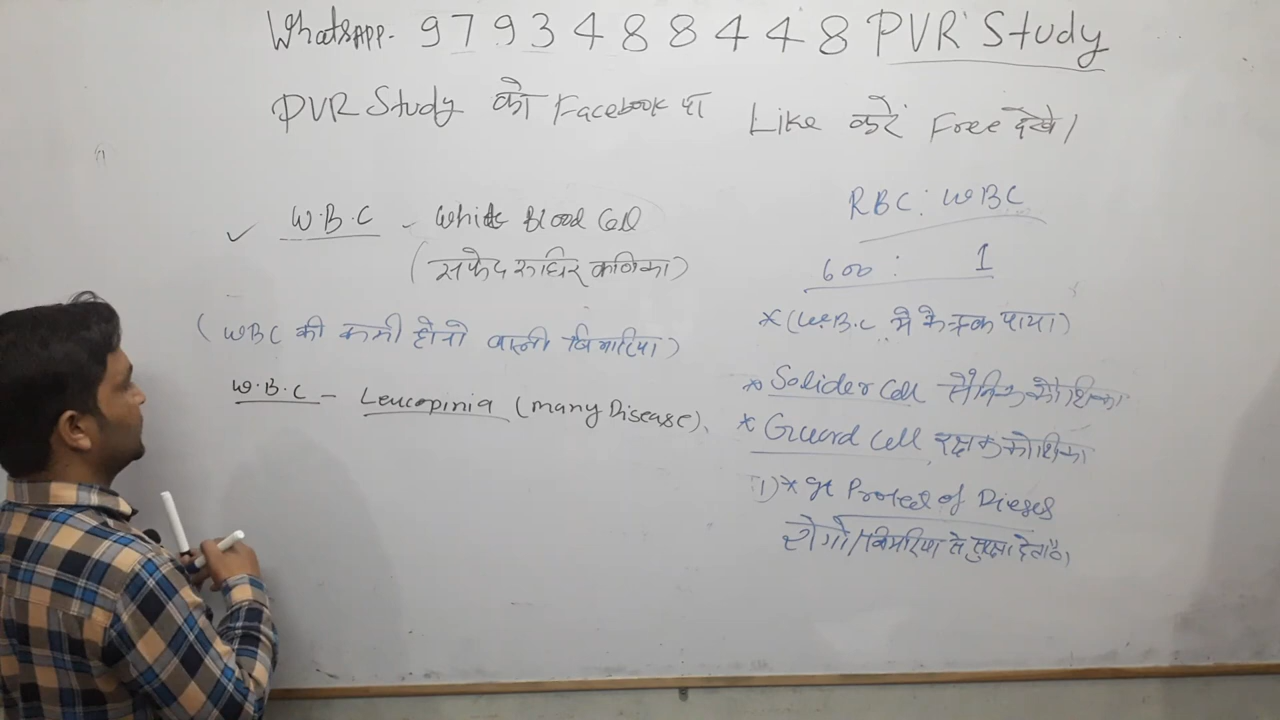 WhatsAPP. 9793488448 PVR Study
PVR Study को Facebook पा Like करें Free देखे।
W.B.C - White Blood Cell
(सफेद रुधिर कणिका)
(WBC की कमी होने वाली बिमारिया)
W.B.C - Leucopinia (many Disease),
RBC : WBC
600 : 1
*(W.B.C मे केन्द्रक पाया)
* Solider Cell सैनिक कोशिका
* Guard cell रक्षक कोशिका
1) * It Protect of Dieses
रोगो/बिमारिया से सुरक्षा देता है।